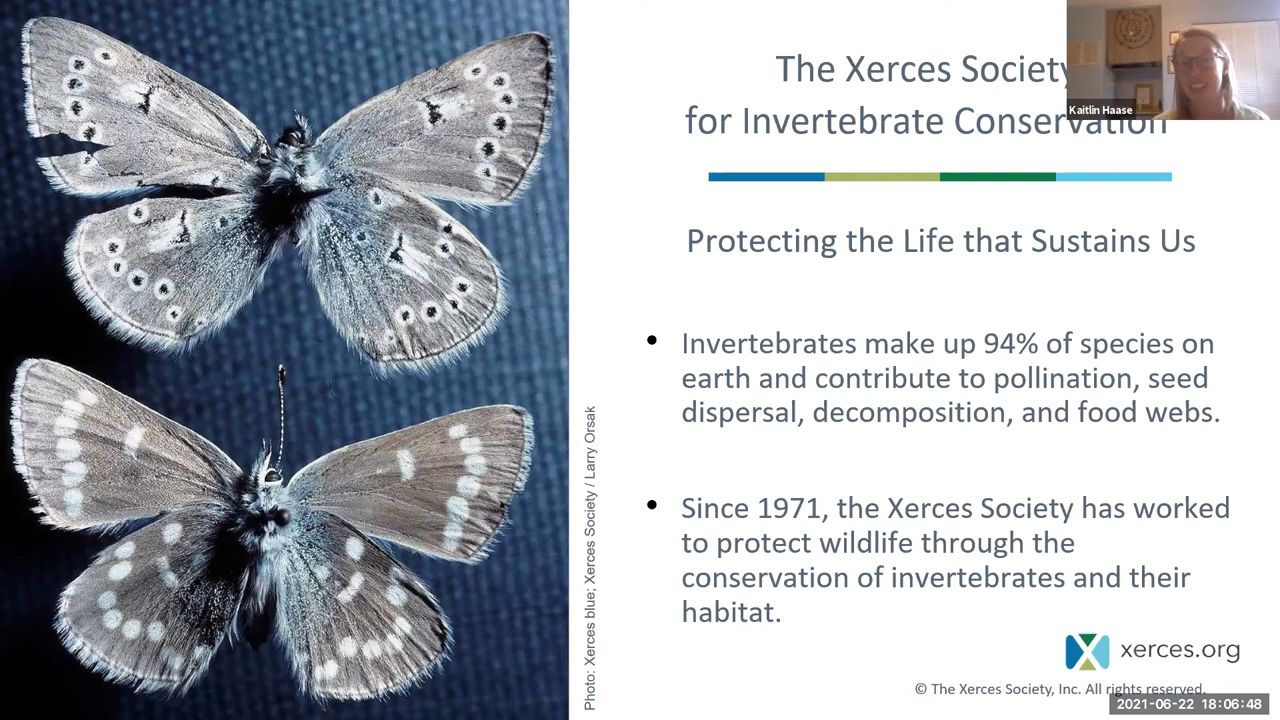 The Xerces Society
for Invertebrate Conservation
Kaitlin Haase
Protecting the Life that Sustains Us
• Invertebrates make up 94% of species on
earth and contribute to pollination, seed
dispersal, decomposition, and food webs.
• Since 1971, the Xerces Society has worked
to protect wildlife through the
conservation of invertebrates and their
habitat.
Photo: Xerces blue; Xerces Society / Larry Orsak
xerces.org
© The Xerces Society, Inc. All rights reserved.
2021-06-22 18:06:48